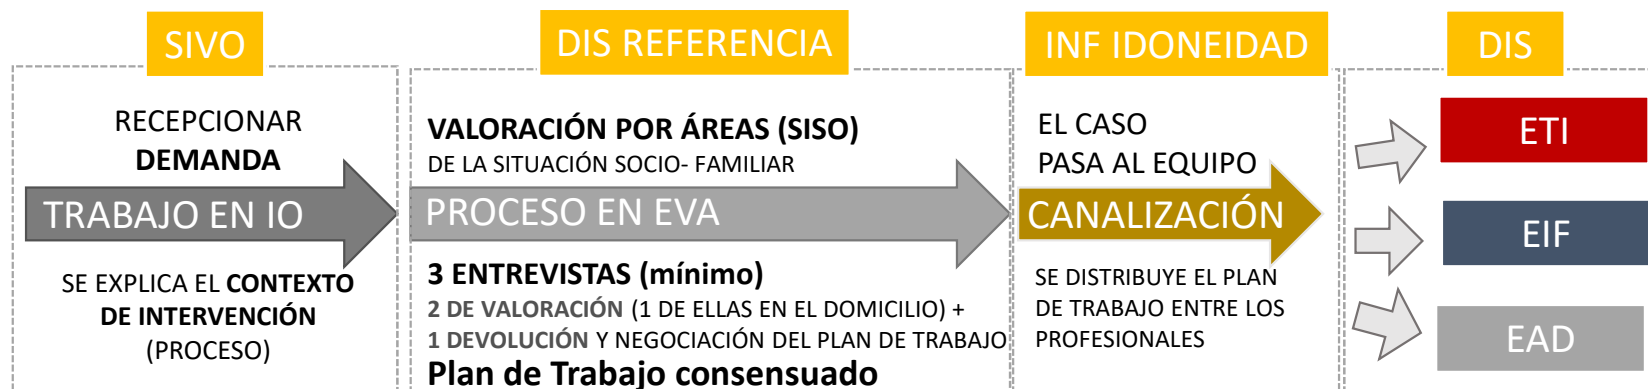 SIVO
RECEPCIONAR
DEMANDA
TRABAJO EN IO
SE EXPLICA EL CONTEXTO
DE INTERVENCIÓN
(PROCESO)
DIS REFERENCIA
VALORACIÓN POR ÁREAS (SISO)
DE LA SITUACIÓN SOCIO- FAMILIAR
PROCESO EN EVA
3 ENTREVISTAS (mínimo)
2 DE VALORACIÓN (1 DE ELLAS EN EL DOMICILIO) +
1 DEVOLUCIÓN Y NEGOCIACIÓN DEL PLAN DE TRABAJO
Plan de Trabajo consensuado
INF IDONEIDAD
EL CASO
PASA AL EQUIPO
CANALIZACIÓN
SE DISTRIBUYE EL PLAN
DE TRABAJO ENTRE LOS
PROFESIONALES
DIS
ETI
EIF
EAD